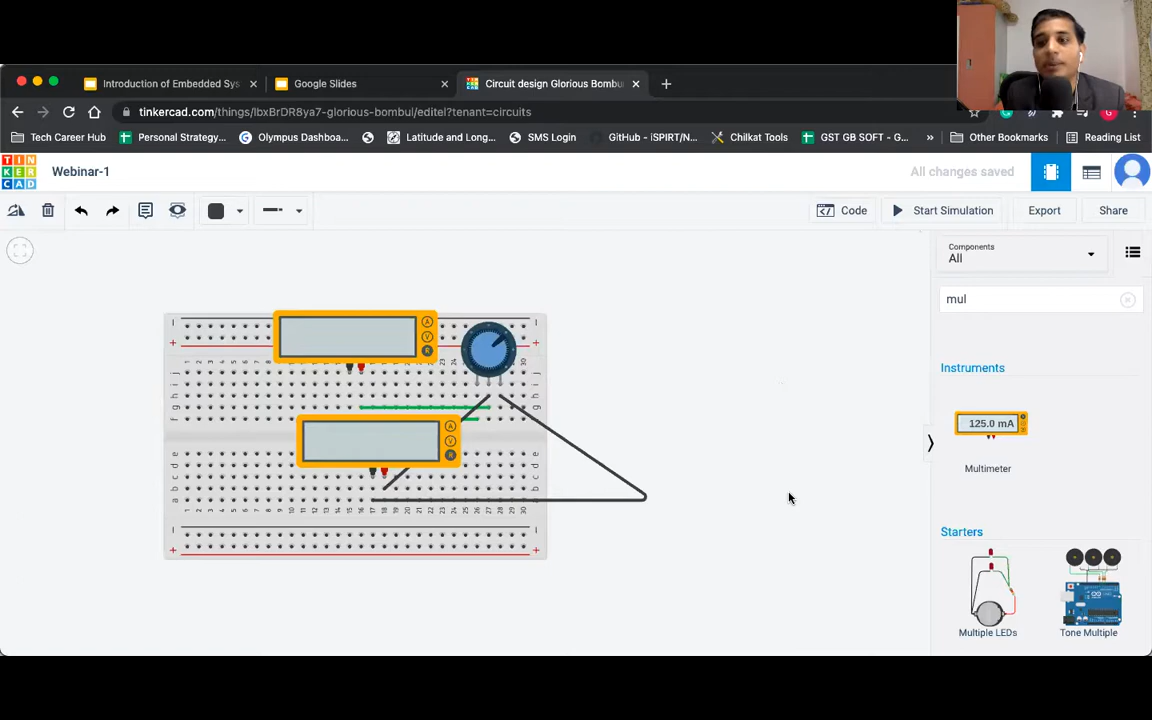 Introduction of Embedded Sys
Google Slides
Circuit design Glorious Bombu
tinkercad.com/things/lbxBrDR8ya7-glorious-bombul/editel?tenant=circuits
Tech Career Hub
Personal Strategy...
Olympus Dashboa...
Latitude and Long...
SMS Login
GitHub - iSPIRT/N...
Chilkat Tools
GST GB SOFT - G...
Other Bookmarks
Reading List
TIN
KER
CAD
Webinar-1
All changes saved
Code
Start Simulation
Export
Share
Components
All
mul
Instruments
125.0 mA
Multimeter
Starters
Multiple LEDs
Tone Multiple
A
V
R
A
V
R